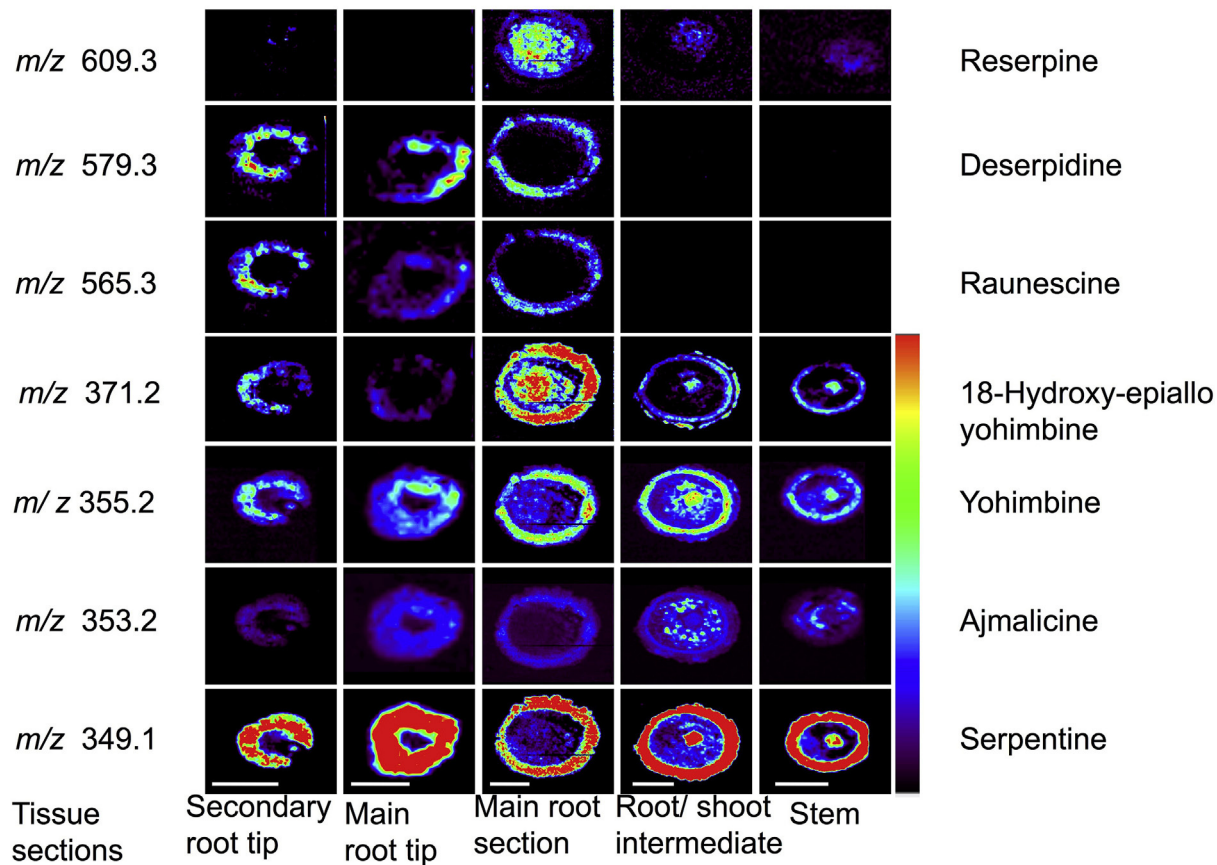 m/z 609.3
Reserpine
m/z 579.3
Deserpidine
m/z 565.3
Raunescine
m/z 371.2
18-Hydroxy-epiallo
yohimbine
m/ z 355.2
Yohimbine
m/z 353.2
Ajmalicine
m/z 349.1
Serpentine
Tissue
sections
Secondary
root tip
Main
root tip
Main root
section
Root/ shoot
intermediate
Stem